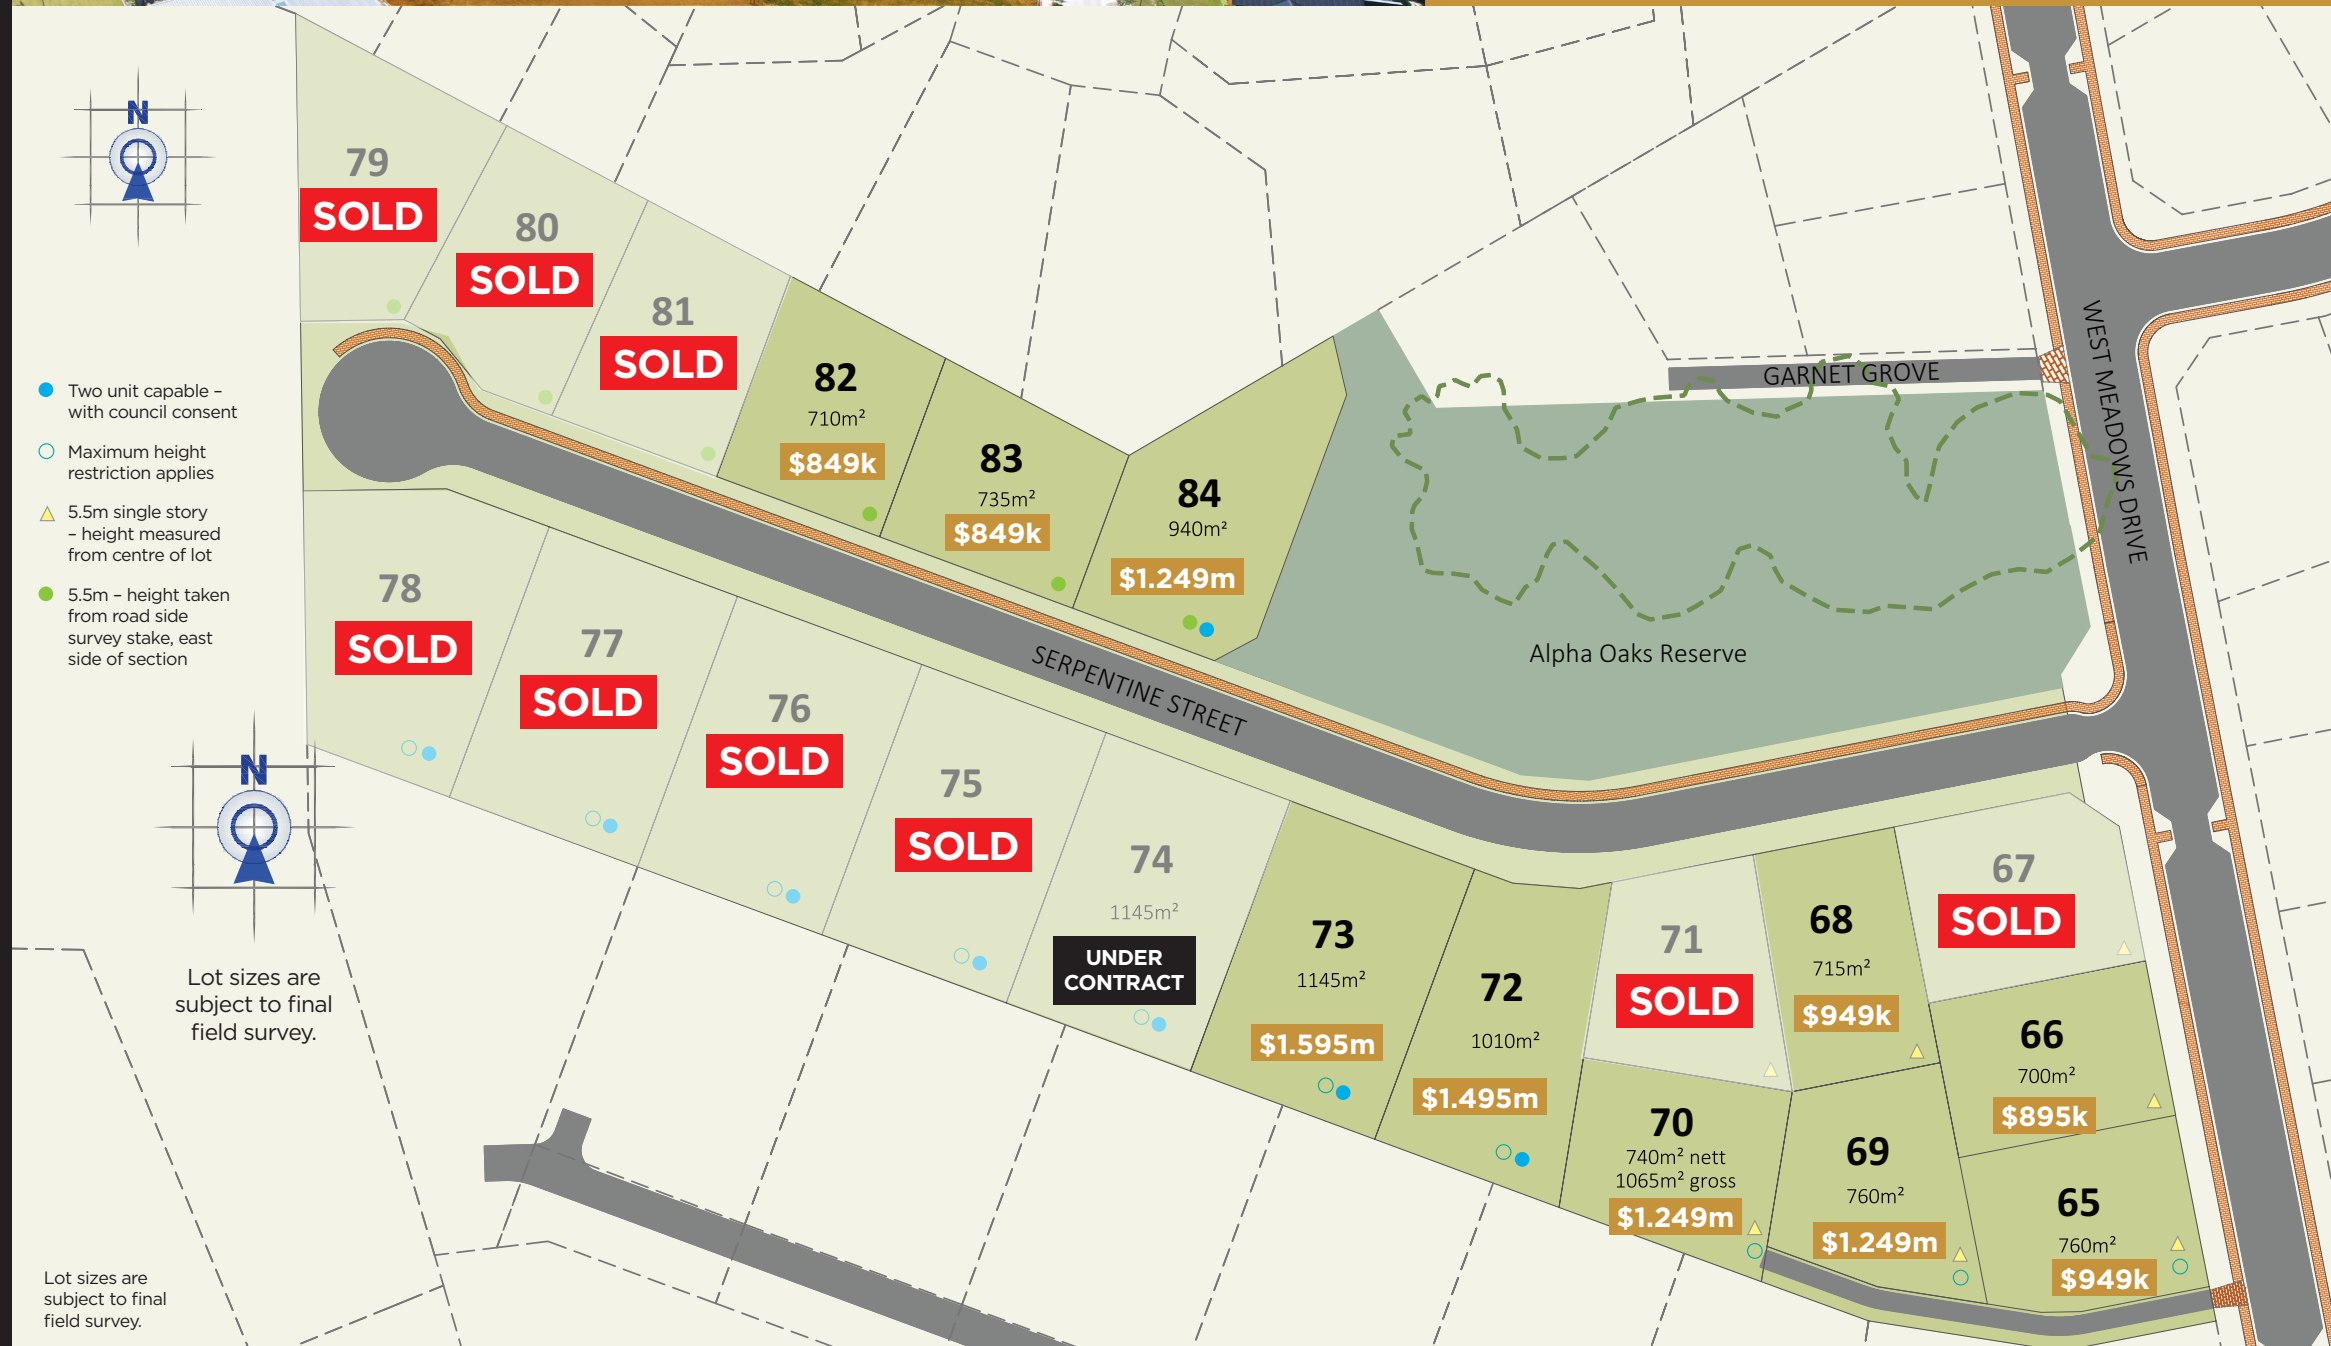 N
79
SOLD
80
SOLD
81
SOLD
82
710m²
$849k
83
735m²
$849k
84
940m²
$1.249m
GARNET GROVE
WEST MEADOWS DRIVE
Alpha Oaks Reserve
SERPENTINE STREET
Two unit capable –
with council consent
Maximum height
restriction applies
5.5m single story
– height measured
from centre of lot
5.5m – height taken
from road side
survey stake, east
side of section
78
SOLD
77
SOLD
76
SOLD
75
SOLD
74
1145m²
UNDER
CONTRACT
73
1145m²
$1.595m
72
1010m²
$1.495m
71
SOLD
68
715m²
$949k
67
SOLD
66
700m²
$895k
70
740m² nett
1065m² gross
$1.249m
69
760m²
$1.249m
65
760m²
$949k
N
Lot sizes are
subject to final
field survey.
Lot sizes are
subject to final
field survey.